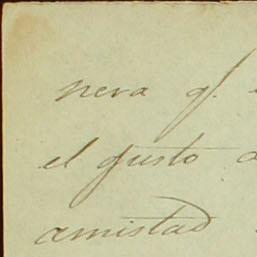 nera q.
el gusto
amistad